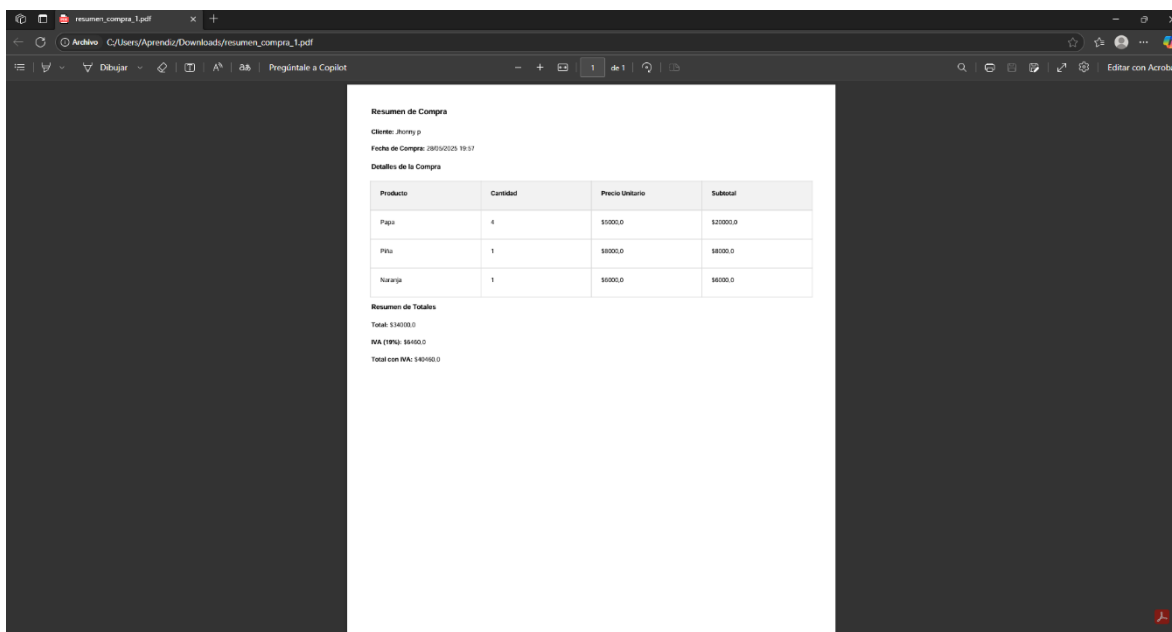 resumen_compra_1.pdf
Archivo C:/Users/Aprendiz/Downloads/resumen_compra_1.pdf
Dibujar Pregúntale a Copilot 1 de 1 Editar con Acroba
Resumen de Compra
Cliente: Jhonny p
Fecha de Compra: 28/05/2025 19:57
Detalles de la Compra
Producto Cantidad Precio Unitario Subtotal
Papa 4 $5000,0 $20000,0
Piña 1 $8000,0 $8000,0
Naranja 1 $6000,0 $6000,0
Resumen de Totales
Total: $34000,0
IVA (19%): $6460,0
Total con IVA: $40460,0